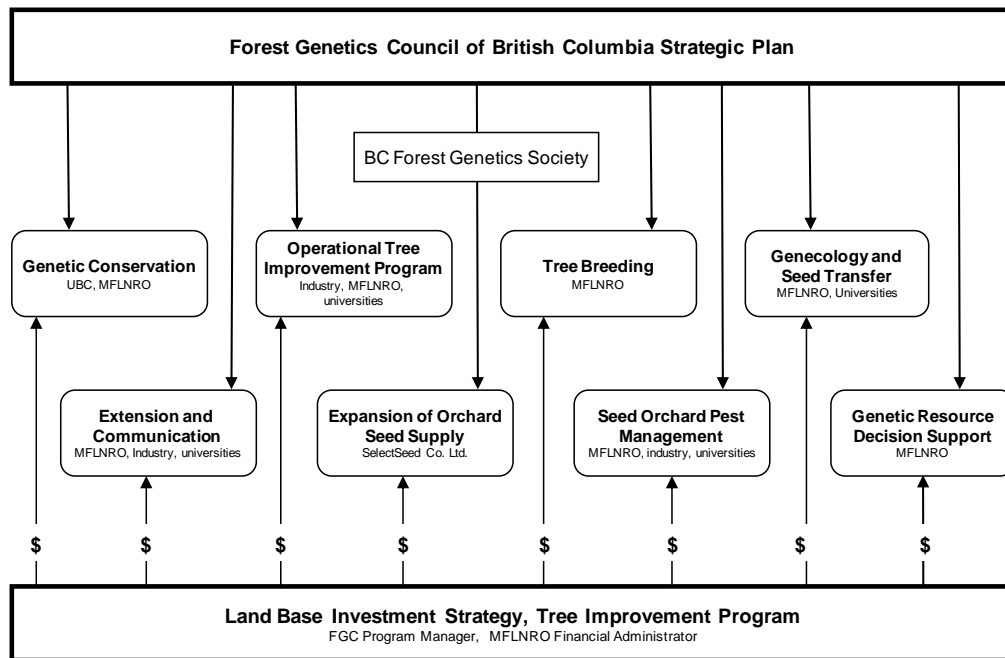 Forest Genetics Council of British Columbia Strategic Plan
BC Forest Genetics Society
Genetic Conservation
UBC, MFLNRO
Operational Tree
Improvement Program
Industry, MFLNRO,
universities
Tree Breeding
MFLNRO
Genecology and
Seed Transfer
MFLNRO, Universities
Extension and
Communication
MFLNRO, Industry, universities
Expansion of Orchard
Seed Supply
SelectSeed Co. Ltd.
Seed Orchard Pest
Management
MFLNRO, industry, universities
Genetic Resource
Decision Support
MFLNRO
$ $ $ $ $ $ $ $
Land Base Investment Strategy, Tree Improvement Program
FGC Program Manager, MFLNRO Financial Administrator